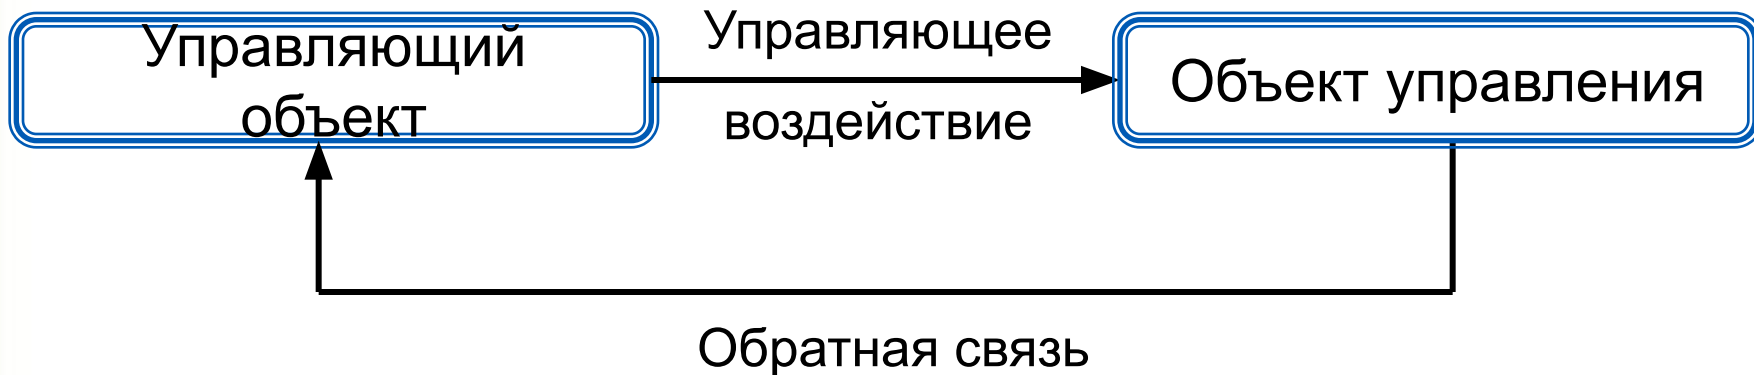 Управляющий
объект
Управляющее
воздействие
Объект управления
Обратная связь